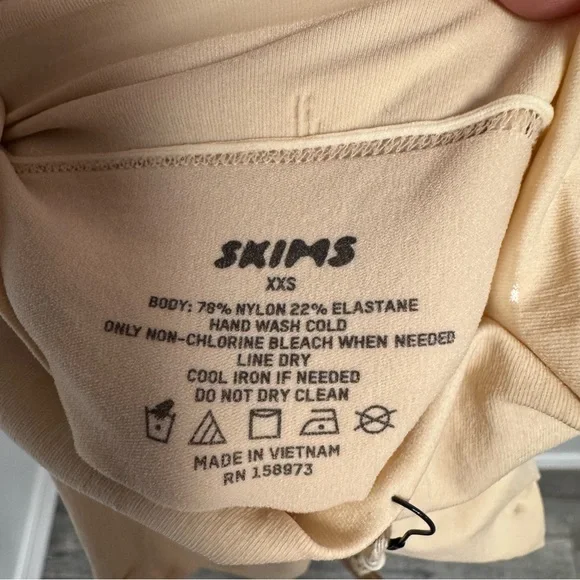 SKIMS
XXS
BODY: 78% NYLON 22% ELASTANE
HAND WASH COLD
ONLY NON-CHLORINE BLEACH WHEN NEEDED
LINE DRY
COOL IRON IF NEEDED
DO NOT DRY CLEAN
MADE IN VIETNAM
RN 158973